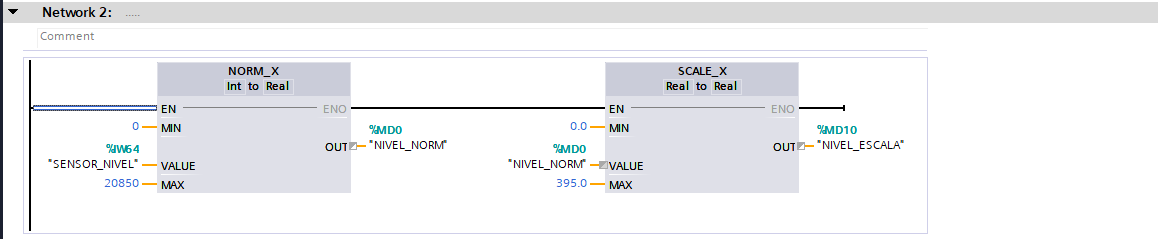 Network 2: .....
Comment
NORM_X
Int to Real
EN
ENO
0
MIN
%MD0
OUT
"NIVEL_NORM"
%IW64
"SENSOR_NIVEL"
VALUE
20850
MAX
SCALE_X
Real to Real
EN
ENO
0.0
MIN
%MD10
OUT
"NIVEL_ESCALA"
%MD0
"NIVEL_NORM"
VALUE
395.0
MAX